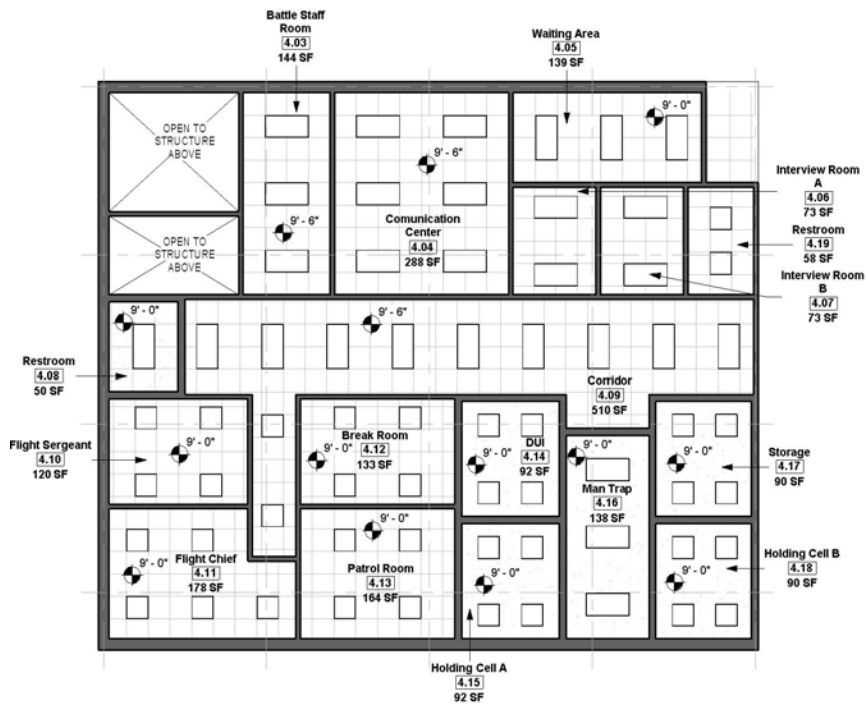 Battle Staff
Room
4.03
144 SF
Waiting Area
4.05
139 SF
OPEN TO
STRUCTURE
ABOVE
9' - 6"
9' - 0"
9' - 6"
Comunication
Center
4.04
288 SF
Interview Room
A
4.06
73 SF
Restroom
4.19
58 SF
Interview Room
B
4.07
73 SF
OPEN TO
STRUCTURE
ABOVE
9' - 0"
9' - 6"
Restroom
4.08
50 SF
Corridor
4.09
510 SF
Flight Sergeant
4.10
120 SF
9' - 0"
Break Room
4.12
133 SF
9' - 0"
DUI
4.14
92 SF
9' - 0"
9' - 0"
Man Trap
4.16
138 SF
9' - 0"
Storage
4.17
90 SF
Flight Chief
4.11
178 SF
9' - 0"
9' - 0"
Patrol Room
4.13
164 SF
9' - 0"
9' - 0"
Holding Cell B
4.18
90 SF
Holding Cell A
4.15
92 SF